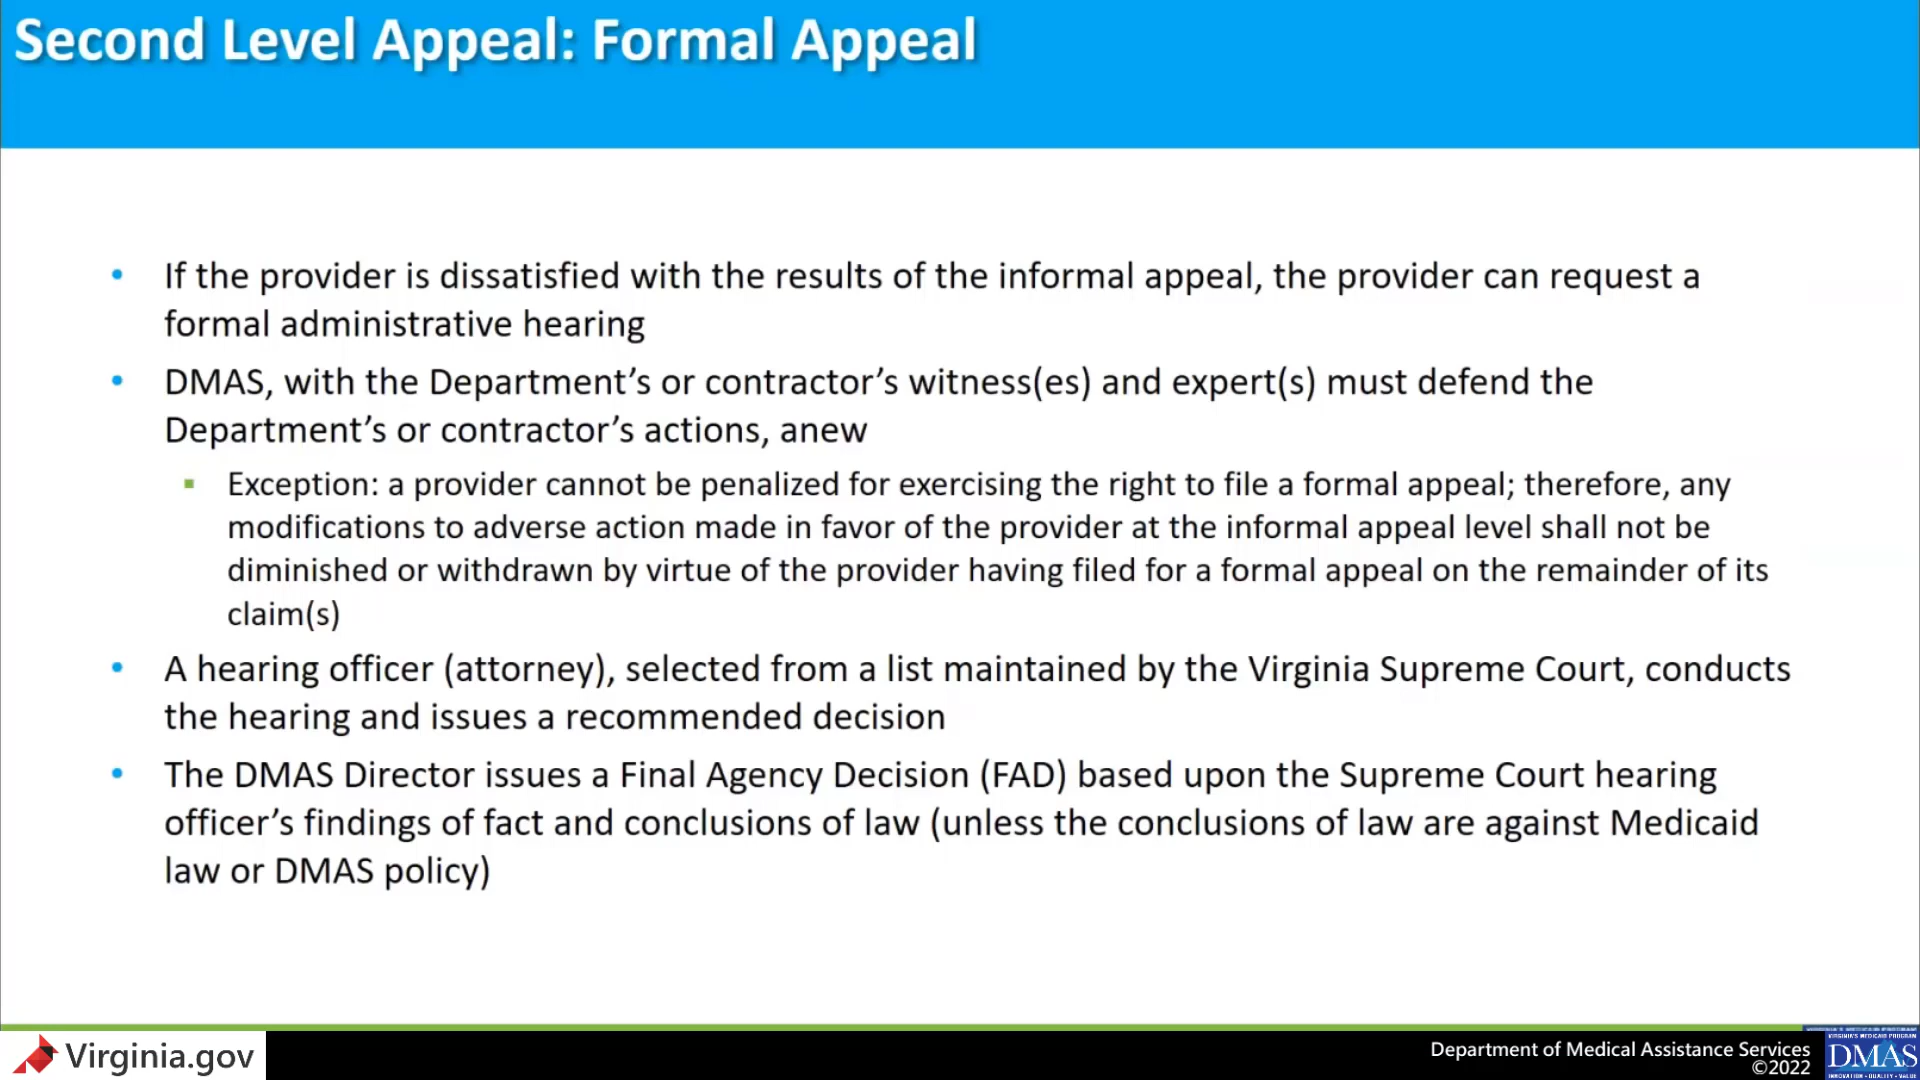 Second Level Appeal: Formal Appeal
• If the provider is dissatisfied with the results of the informal appeal, the provider can request a
formal administrative hearing
• DMAS, with the Department’s or contractor’s witness(es) and expert(s) must defend the
Department’s or contractor’s actions, anew
▪ Exception: a provider cannot be penalized for exercising the right to file a formal appeal; therefore, any
modifications to adverse action made in favor of the provider at the informal appeal level shall not be
diminished or withdrawn by virtue of the provider having filed for a formal appeal on the remainder of its
claim(s)
• A hearing officer (attorney), selected from a list maintained by the Virginia Supreme Court, conducts
the hearing and issues a recommended decision
• The DMAS Director issues a Final Agency Decision (FAD) based upon the Supreme Court hearing
officer’s findings of fact and conclusions of law (unless the conclusions of law are against Medicaid
law or DMAS policy)
Virginia.gov
Department of Medical Assistance Services
©2022
VIRGINIA'S MEDICAID PROGRAM
DMAS
INNOVATION • QUALITY • VALUE